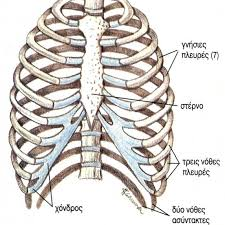 γνήσιες
πλευρές (7)
στέρνο
τρεις νόθες
πλευρές
χόνδρος
δύο νόθες
ασύντακτες